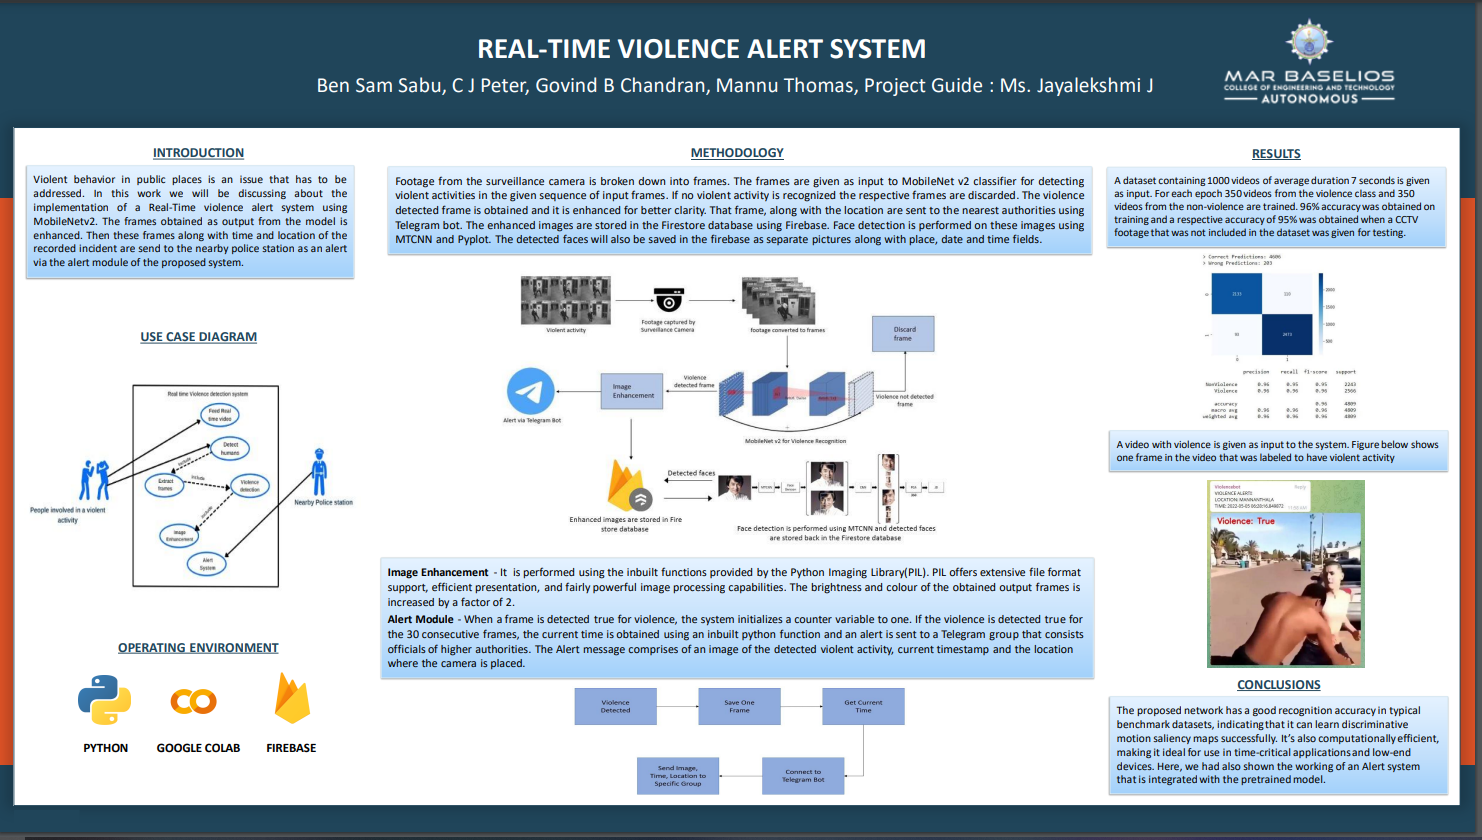 REAL-TIME VIOLENCE ALERT SYSTEM
Ben Sam Sabu, C J Peter, Govind B Chandran, Mannu Thomas, Project Guide : Ms. Jayalekshmi J
MAR BASELIOS
COLLEGE OF ENGINEERING AND TECHNOLOGY
AUTONOMOUS
INTRODUCTION
Violent behavior in public places is an issue that has to be
addressed. In this work we will be discussing about the
implementation of a Real-Time violence alert system using
MobileNetv2. The frames obtained as output from the model is
enhanced. Then these frames along with time and location of the
recorded incident are send to the nearby police station as an alert
via the alert module of the proposed system.
USE CASE DIAGRAM
Real time Violence detection system
Feed Real
time video
Detect
humans
include
Extract
frames
include
Violence
detection
include
Image
Enhancement
Alert
System
People involved in a violent
activity
Nearby Police station
OPERATING ENVIRONMENT
PYTHON
GOOGLE COLAB
FIREBASE
METHODOLOGY
Footage from the surveillance camera is broken down into frames. The frames are given as input to MobileNet v2 classifier for detecting
violent activities in the given sequence of input frames. If no violent activity is recognized the respective frames are discarded. The violence
detected frame is obtained and it is enhanced for better clarity. That frame, along with the location are sent to the nearest authorities using
Telegram bot. The enhanced images are stored in the Firestore database using Firebase. Face detection is performed on these images using
MTCNN and Pyplot. The detected faces will also be saved in the firebase as separate pictures along with place, date and time fields.
Violent activity
Footage captured by
Surveillance Camera
footage converted to frames
Discard
frame
Violence
detected frame
Image
Enhancement
Alert via Telegram Bot
Violence not detected
frame
MobileNet v2 for Violence Recognition
Detected faces
Enhanced images are stored in Fire
store database
Face detection is performed using MTCNN and detected faces
are stored back in the Firestore database
Image Enhancement - It is performed using the inbuilt functions provided by the Python Imaging Library(PIL). PIL offers extensive file format
support, efficient presentation, and fairly powerful image processing capabilities. The brightness and colour of the obtained output frames is
increased by a factor of 2.
Alert Module - When a frame is detected true for violence, the system initializes a counter variable to one. If the violence is detected true for
the 30 consecutive frames, the current time is obtained using an inbuilt python function and an alert is sent to a Telegram group that consists
officials of higher authorities. The Alert message comprises of an image of the detected violent activity, current timestamp and the location
where the camera is placed.
Violence
Detected
Save One
Frame
Get Current
Time
Send Image,
Time, Location to
Specific Group
Connect to
Telegram Bot
RESULTS
A dataset containing 1000 videos of average duration 7 seconds is given
as input. For each epoch 350 videos from the violence class and 350
videos from the non-violence are trained. 96% accuracy was obtained on
training and a respective accuracy of 95% was obtained when a CCTV
footage that was not included in the dataset was given for testing.
> Correct Predictions: 4606
> Wrong Predictions: 203
2133
2473
2000
1500
1000
500
0 1
precision recall f1-score support
NonViolence 0.96 0.95 0.95 2243
Violence 0.96 0.96 0.96 2566
accuracy 0.96 4809
macro avg 0.96 0.96 0.96 4809
weighted avg 0.96 0.96 0.96 4809
A video with violence is given as input to the system. Figure below shows
one frame in the video that was labeled to have violent activity
Violencebot
VIOLENCE ALERT!!
LOCATION: MANNANTHALA
Violence: True
CONCLUSIONS
The proposed network has a good recognition accuracy in typical
benchmark datasets, indicating that it can learn discriminative
motion saliency maps successfully. It's also computationally efficient,
making it ideal for use in time-critical applications and low-end
devices. Here, we had also shown the working of an Alert system
that is integrated with the pretrained model.